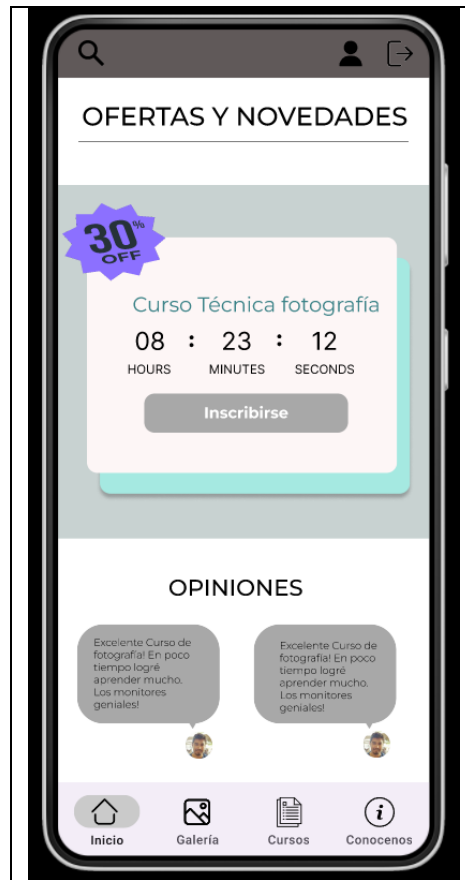 OFERTAS Y NOVEDADES
30%
OFF
Curso Técnica fotografía
08 : 23 : 12
HOURS MINUTES SECONDS
Inscribirse
OPINIONES
Excelente Curso de
fotografía! En poco
tiempo logré
aprender mucho.
Los monitores
geniales!
Excelente Curso de
fotografía! En poco
tiempo logré
aprender mucho.
Los monitores
geniales!
Inicio Galería Cursos Conocenos